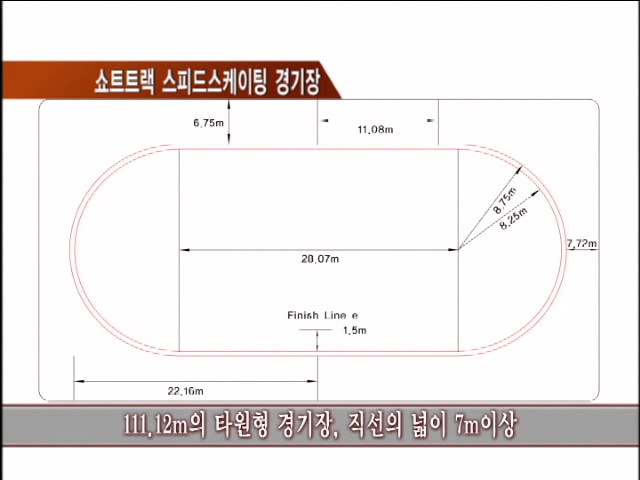 쇼트트랙 스피드스케이팅 경기장
6.75m
11.08m
8.75m
8.25m
7.72m
28.07m
Finish Line e
1.5m
22.16m
111.12m의 타원형 경기장, 직선의 넓이 7m이상